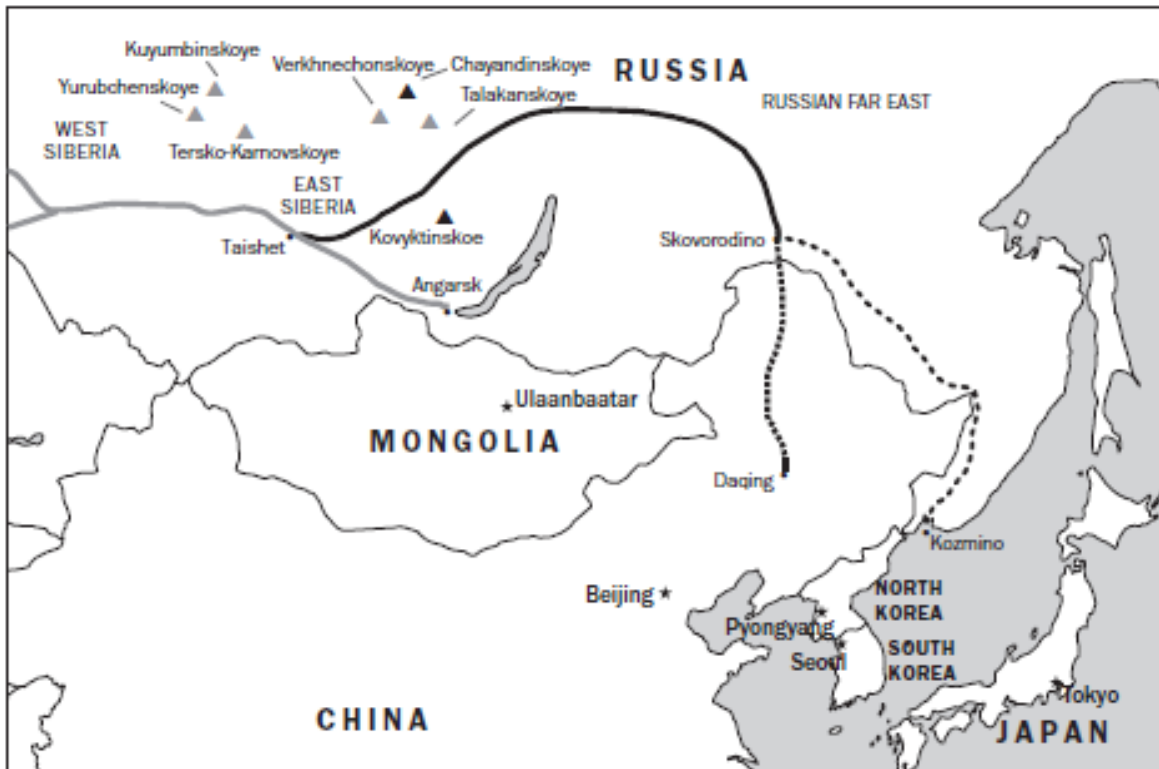 Kuyumbinskoye
Verkhnechonskoye
Chayandinskoye
RUSSIA
Yurubchenskoye
Talakanskoye
RUSSIAN FAR EAST
WEST
SIBERIA
Tersko-Kamovskoye
EAST
SIBERIA
Taishet
Kovyktinskoe
Skovorodino
Angarsk
Ulaanbaatar
MONGOLIA
Daqing
Kozmino
Beijing
NORTH
KOREA
Pyongyang
Seoul
SOUTH
KOREA
Tokyo
CHINA
JAPAN